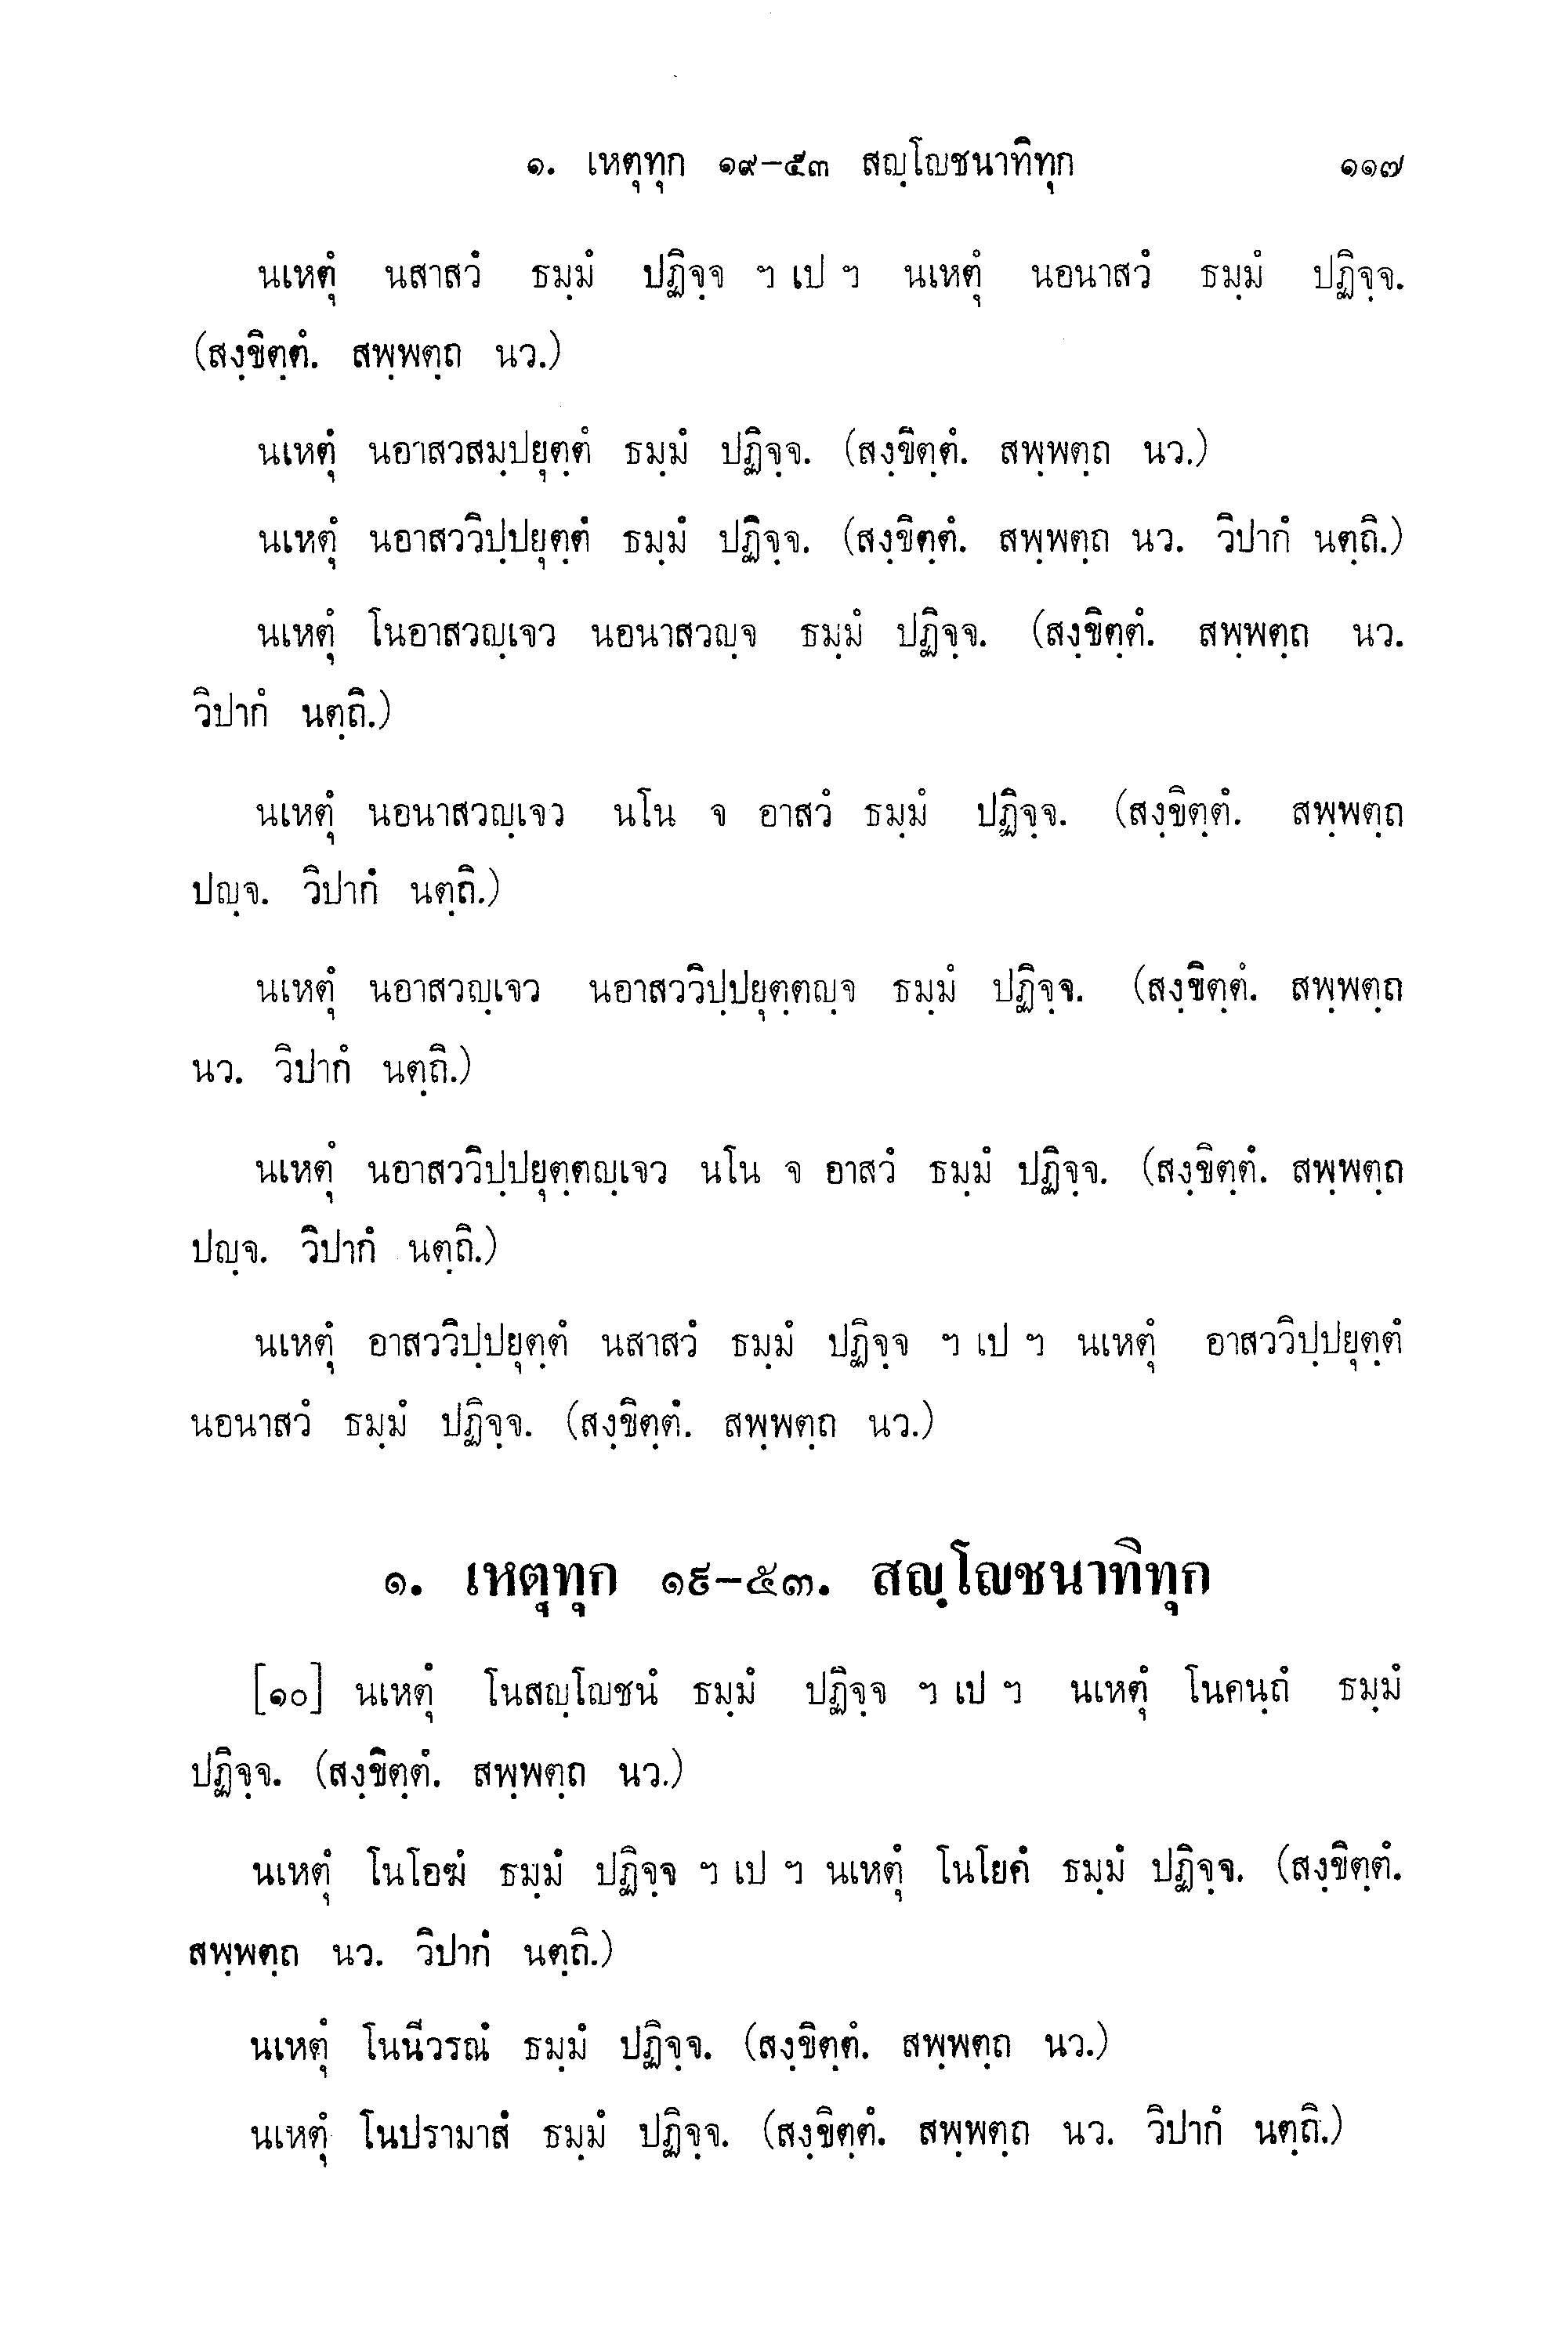 ๑. เหตุทุก ๑๙-๕๓ สญฺโญชนาทิทุก ๑๑๗
นเหตุํ นสาสวํ ธมฺมํ ปฏิจฺจ ฯ เป ฯ นเหตุํ นอนาสวํ ธมฺมํ ปฏิจฺจ.
(สงฺขิตฺตํ. สพฺพตฺถ นว.)
นเหตุํ นอาสวสมฺปยุตฺตํ ธมฺมํ ปฏิจฺจ. (สงฺขิตฺตํ. สพฺพตฺถ นว.)
นเหตุํ นอาสววิปฺปยุตฺตํ ธมฺมํ ปฏิจฺจ. (สงฺขิตฺตํ. สพฺพตฺถ นว. วิปากํ นตฺถิ.)
นเหตุํ โนอาสวญฺเจว นอนาสวญฺจ ธมฺมํ ปฏิจฺจ. (สงฺขิตฺตํ. สพฺพตฺถ นว.
วิปากํ นตฺถิ.)
นเหตุํ นอนาสวญฺเจว นโน จ อาสวํ ธมฺมํ ปฏิจฺจ. (สงฺขิตฺตํ. สพฺพตฺถ
ปญฺจ. วิปากํ นตฺถิ.)
นเหตุํ นอาสวญฺเจว นอาสววิปฺปยุตฺตญฺจ ธมฺมํ ปฏิจฺจ. (สงฺขิตฺตํ. สพฺพตฺถ
นว. วิปากํ นตฺถิ.)
นเหตุํ นอาสววิปฺปยุตฺตญฺเจว นโน จ อาสวํ ธมฺมํ ปฏิจฺจ. (สงฺขิตฺตํ. สพฺพตฺถ
ปญฺจ. วิปากํ นตฺถิ.)
นเหตุํ อาสววิปฺปยุตฺตํ นสาสวํ ธมฺมํ ปฏิจฺจ ฯ เป ฯ นเหตุํ อาสววิปฺปยุตฺตํ
นอนาสวํ ธมฺมํ ปฏิจฺจ. (สงฺขิตฺตํ. สพฺพตฺถ นว.)
๑. เหตุทุก ๑๙-๕๓. สญฺโญชนาทิทุก
[๑๐] นเหตุํ โนสญฺโญชนํ ธมฺมํ ปฏิจฺจ ฯ เป ฯ นเหตุํ โนคนฺถํ ธมฺมํ
ปฏิจฺจ. (สงฺขิตฺตํ. สพฺพตฺถ นว.)
นเหตุํ โนโอฆํ ธมฺมํ ปฏิจฺจ ฯ เป ฯ นเหตุํ โนโยคํ ธมฺมํ ปฏิจฺจ. (สงฺขิตฺตํ.
สพฺพตฺถ นว. วิปากํ นตฺถิ.)
นเหตุํ โนนีวรณํ ธมฺมํ ปฏิจฺจ. (สงฺขิตฺตํ. สพฺพตฺถ นว.)
นเหตุํ โนปรามาสํ ธมฺมํ ปฏิจฺจ. (สงฺขิตฺตํ. สพฺพตฺถ นว. วิปากํ นตฺถิ.)